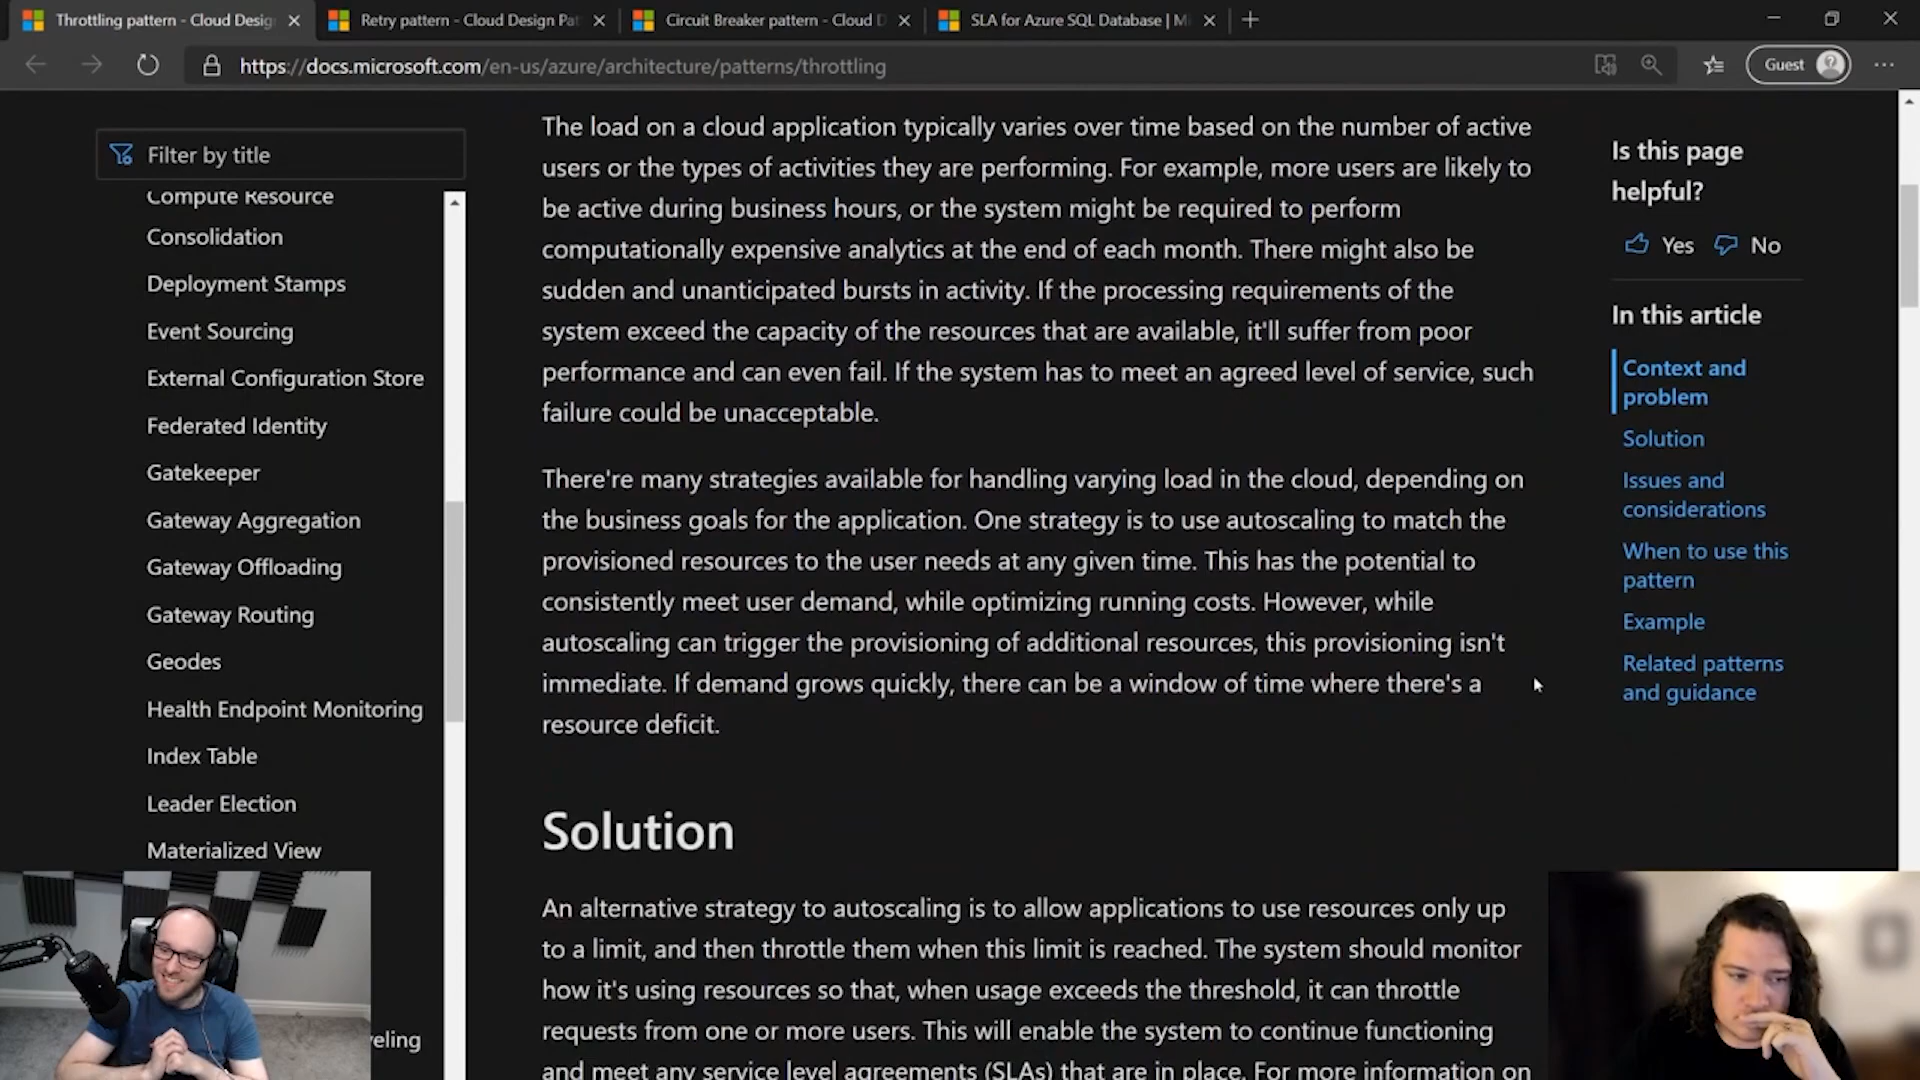 Throttling pattern - Cloud Desig
Retry pattern - Cloud Design Pa
Circuit Breaker pattern - Cloud D
SLA for Azure SQL Database | Mi
https://docs.microsoft.com/en-us/azure/architecture/patterns/throttling
Guest
Filter by title
Compute Resource
Consolidation
Deployment Stamps
Event Sourcing
External Configuration Store
Federated Identity
Gatekeeper
Gateway Aggregation
Gateway Offloading
Gateway Routing
Geodes
Health Endpoint Monitoring
Index Table
Leader Election
Materialized View
eling
The load on a cloud application typically varies over time based on the number of active
users or the types of activities they are performing. For example, more users are likely to
be active during business hours, or the system might be required to perform
computationally expensive analytics at the end of each month. There might also be
sudden and unanticipated bursts in activity. If the processing requirements of the
system exceed the capacity of the resources that are available, it'll suffer from poor
performance and can even fail. If the system has to meet an agreed level of service, such
failure could be unacceptable.
There're many strategies available for handling varying load in the cloud, depending on
the business goals for the application. One strategy is to use autoscaling to match the
provisioned resources to the user needs at any given time. This has the potential to
consistently meet user demand, while optimizing running costs. However, while
autoscaling can trigger the provisioning of additional resources, this provisioning isn't
immediate. If demand grows quickly, there can be a window of time where there's a
resource deficit.
Solution
An alternative strategy to autoscaling is to allow applications to use resources only up
to a limit, and then throttle them when this limit is reached. The system should monitor
how it's using resources so that, when usage exceeds the threshold, it can throttle
requests from one or more users. This will enable the system to continue functioning
and meet any service level agreements (SLAs) that are in place. For more information on
Is this page
helpful?
Yes No
In this article
Context and
problem
Solution
Issues and
considerations
When to use this
pattern
Example
Related patterns
and guidance